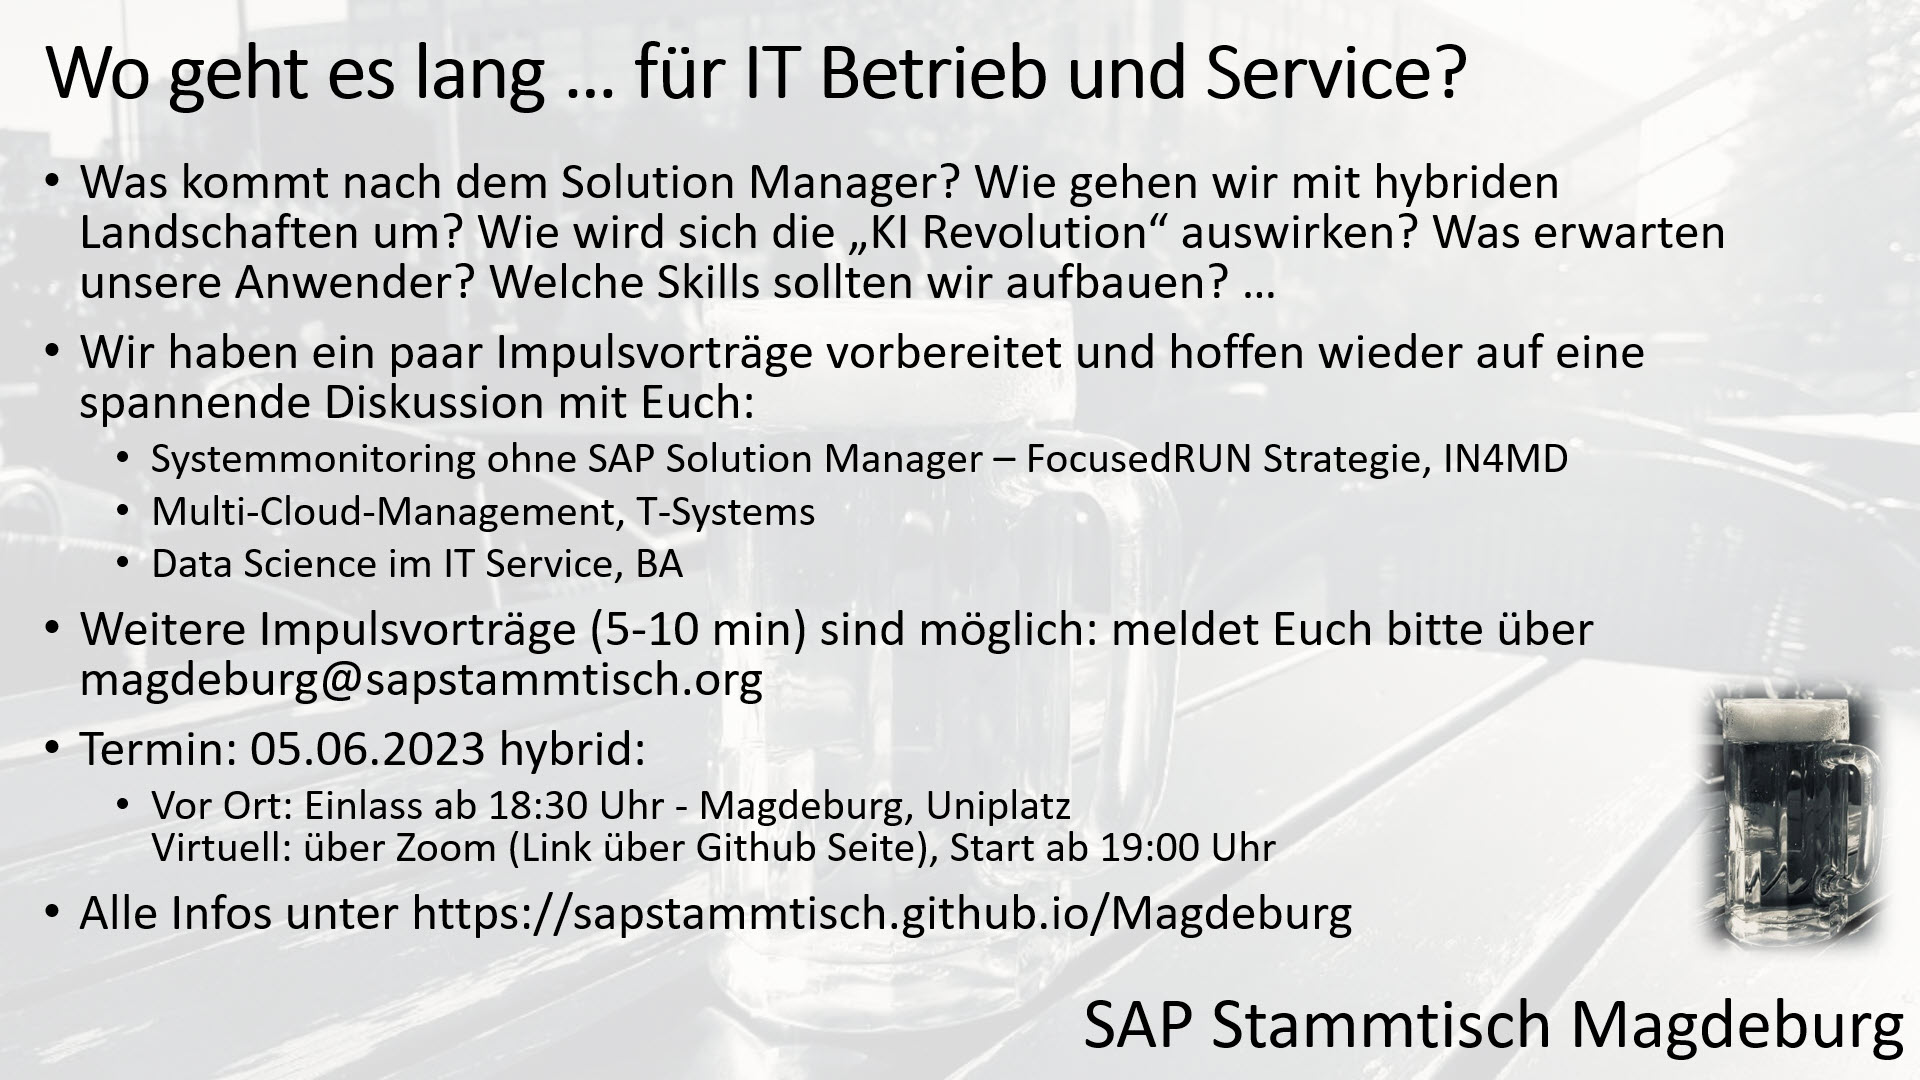 Wo geht es lang … für IT Betrieb und Service?
• Was kommt nach dem Solution Manager? Wie gehen wir mit hybriden
Landschaften um? Wie wird sich die „KI Revolution“ auswirken? Was erwarten
unsere Anwender? Welche Skills sollten wir aufbauen? …
• Wir haben ein paar Impulsvorträge vorbereitet und hoffen wieder auf eine
spannende Diskussion mit Euch:
• Systemmonitoring ohne SAP Solution Manager – FocusedRUN Strategie, IN4MD
• Multi-Cloud-Management, T-Systems
• Data Science im IT Service, BA
• Weitere Impulsvorträge (5-10 min) sind möglich: meldet Euch bitte über
magdeburg@sapstammtisch.org
• Termin: 05.06.2023 hybrid:
• Vor Ort: Einlass ab 18:30 Uhr - Magdeburg, Uniplatz
Virtuell: über Zoom (Link über Github Seite), Start ab 19:00 Uhr
• Alle Infos unter https://sapstammtisch.github.io/Magdeburg
SAP Stammtisch Magdeburg